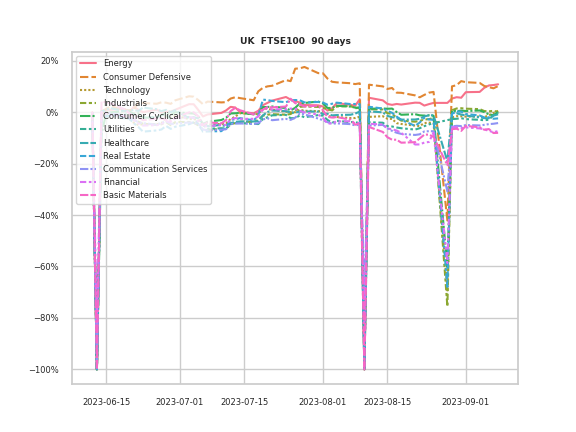 UK  FTSE100  90 days
20%
0%
−20%
−40%
−60%
−80%
−100%
Energy
Consumer Defensive
Technology
Industrials
Consumer Cyclical
Utilities
Healthcare
Real Estate
Communication Services
Financial
Basic Materials
2023-06-15
2023-07-01
2023-07-15
2023-08-01
2023-08-15
2023-09-01